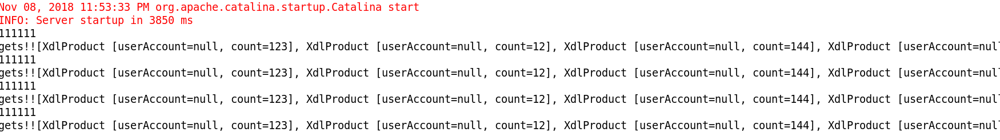 Nov 08, 2018 11:53:33 PM org.apache.catalina.startup.Catalina start
INFO: Server startup in 3850 ms
111111
gets!![XdlProduct [userAccount=null, count=123], XdlProduct [userAccount=null, count=12], XdlProduct [userAccount=null, count=144], XdlProduct [userAccount=null
111111
gets!![XdlProduct [userAccount=null, count=123], XdlProduct [userAccount=null, count=12], XdlProduct [userAccount=null, count=144], XdlProduct [userAccount=null
111111
gets!![XdlProduct [userAccount=null, count=123], XdlProduct [userAccount=null, count=12], XdlProduct [userAccount=null, count=144], XdlProduct [userAccount=null
111111
gets!![XdlProduct [userAccount=null, count=123], XdlProduct [userAccount=null, count=12], XdlProduct [userAccount=null, count=144], XdlProduct [userAccount=null